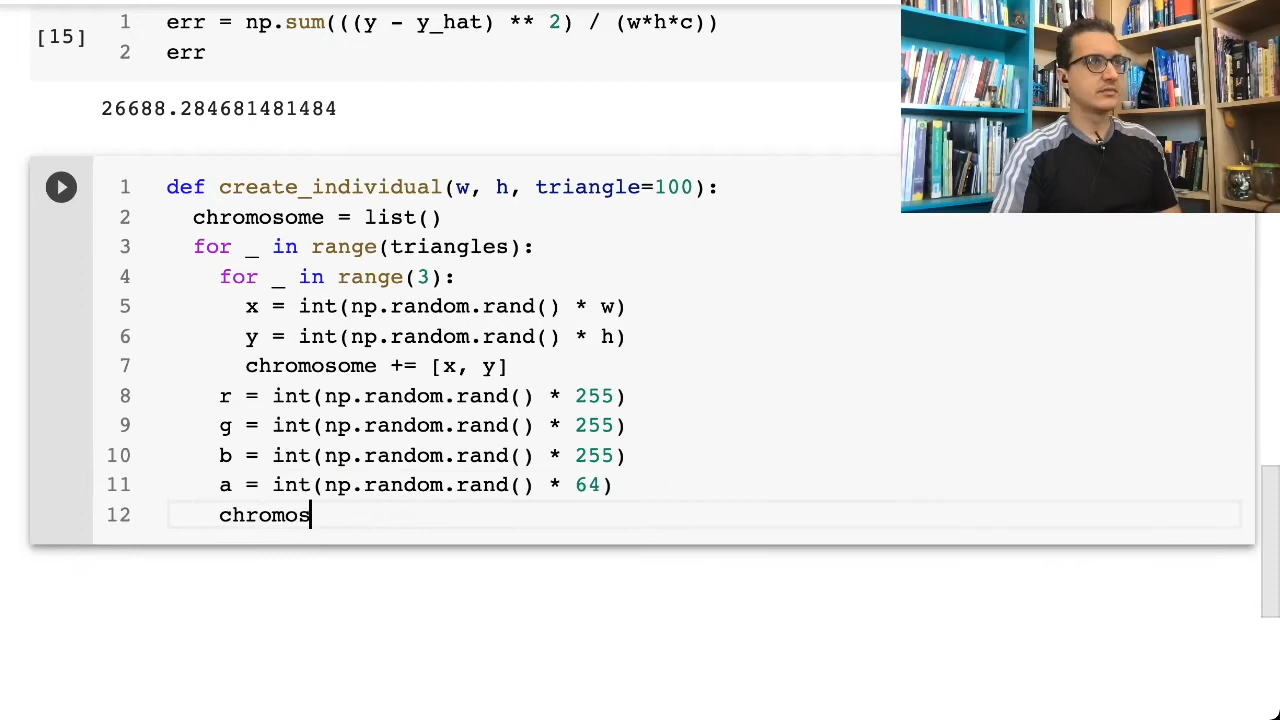 1 err = np.sum(((y - y_hat) ** 2) / (w*h*c))
[15]
2 err
26688.284681481484
1 def create_individual(w, h, triangle=100):
2 chromosome = list()
3 for _ in range(triangles):
4 for _ in range(3):
5 x = int(np.random.rand() * w)
6 y = int(np.random.rand() * h)
7 chromosome += [x, y]
8 r = int(np.random.rand() * 255)
9 g = int(np.random.rand() * 255)
10 b = int(np.random.rand() * 255)
11 a = int(np.random.rand() * 64)
12 chromos